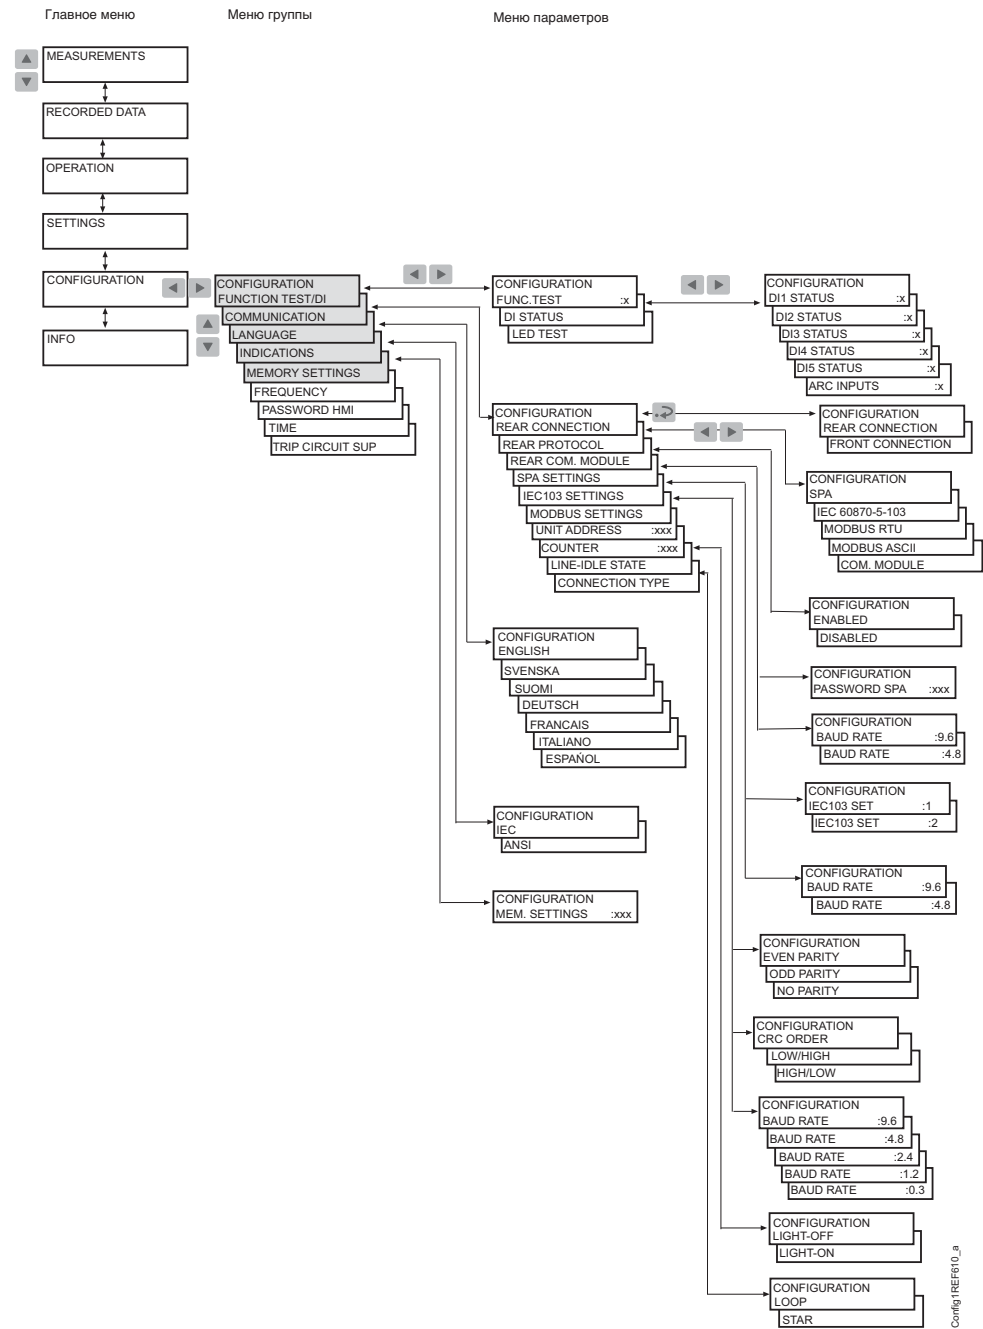 Главное меню
Меню группы
Меню параметров
MEASUREMENTS
RECORDED DATA
OPERATION
SETTINGS
CONFIGURATION
INFO
CONFIGURATION
FUNCTION TEST/DI
COMMUNICATION
LANGUAGE
INDICATIONS
MEMORY SETTINGS
FREQUENCY
PASSWORD HMI
TIME
TRIP CIRCUIT SUP
CONFIGURATION
FUNC.TEST :x
DI STATUS
LED TEST
CONFIGURATION
DI1 STATUS :x
DI2 STATUS :x
DI3 STATUS :x
DI4 STATUS :x
DI5 STATUS :x
ARC INPUTS :x
CONFIGURATION
REAR CONNECTION
REAR PROTOCOL
REAR COM. MODULE
SPA SETTINGS
IEC103 SETTINGS
MODBUS SETTINGS
UNIT ADDRESS :xxx
COUNTER :xxx
LINE-IDLE STATE
CONNECTION TYPE
CONFIGURATION
REAR CONNECTION
FRONT CONNECTION
CONFIGURATION
SPA
IEC 60870-5-103
MODBUS RTU
MODBUS ASCII
COM. MODULE
CONFIGURATION
ENABLED
DISABLED
CONFIGURATION
PASSWORD SPA :xxx
CONFIGURATION
BAUD RATE :9.6
BAUD RATE :4.8
CONFIGURATION
IEC103 SET :1
IEC103 SET :2
CONFIGURATION
BAUD RATE :9.6
BAUD RATE :4.8
CONFIGURATION
EVEN PARITY
ODD PARITY
NO PARITY
CONFIGURATION
CRC ORDER
LOW/HIGH
HIGH/LOW
CONFIGURATION
BAUD RATE :9.6
BAUD RATE :4.8
BAUD RATE :2.4
BAUD RATE :1.2
BAUD RATE :0.3
CONFIGURATION
LIGHT-OFF
LIGHT-ON
CONFIGURATION
LOOP
STAR
CONFIGURATION
ENGLISH
SVENSKA
SUOMI
DEUTSCH
FRANCAIS
ITALIANO
ESPAŃOL
CONFIGURATION
IEC
ANSI
CONFIGURATION
MEM. SETTINGS :xxx
Config1REF610_a